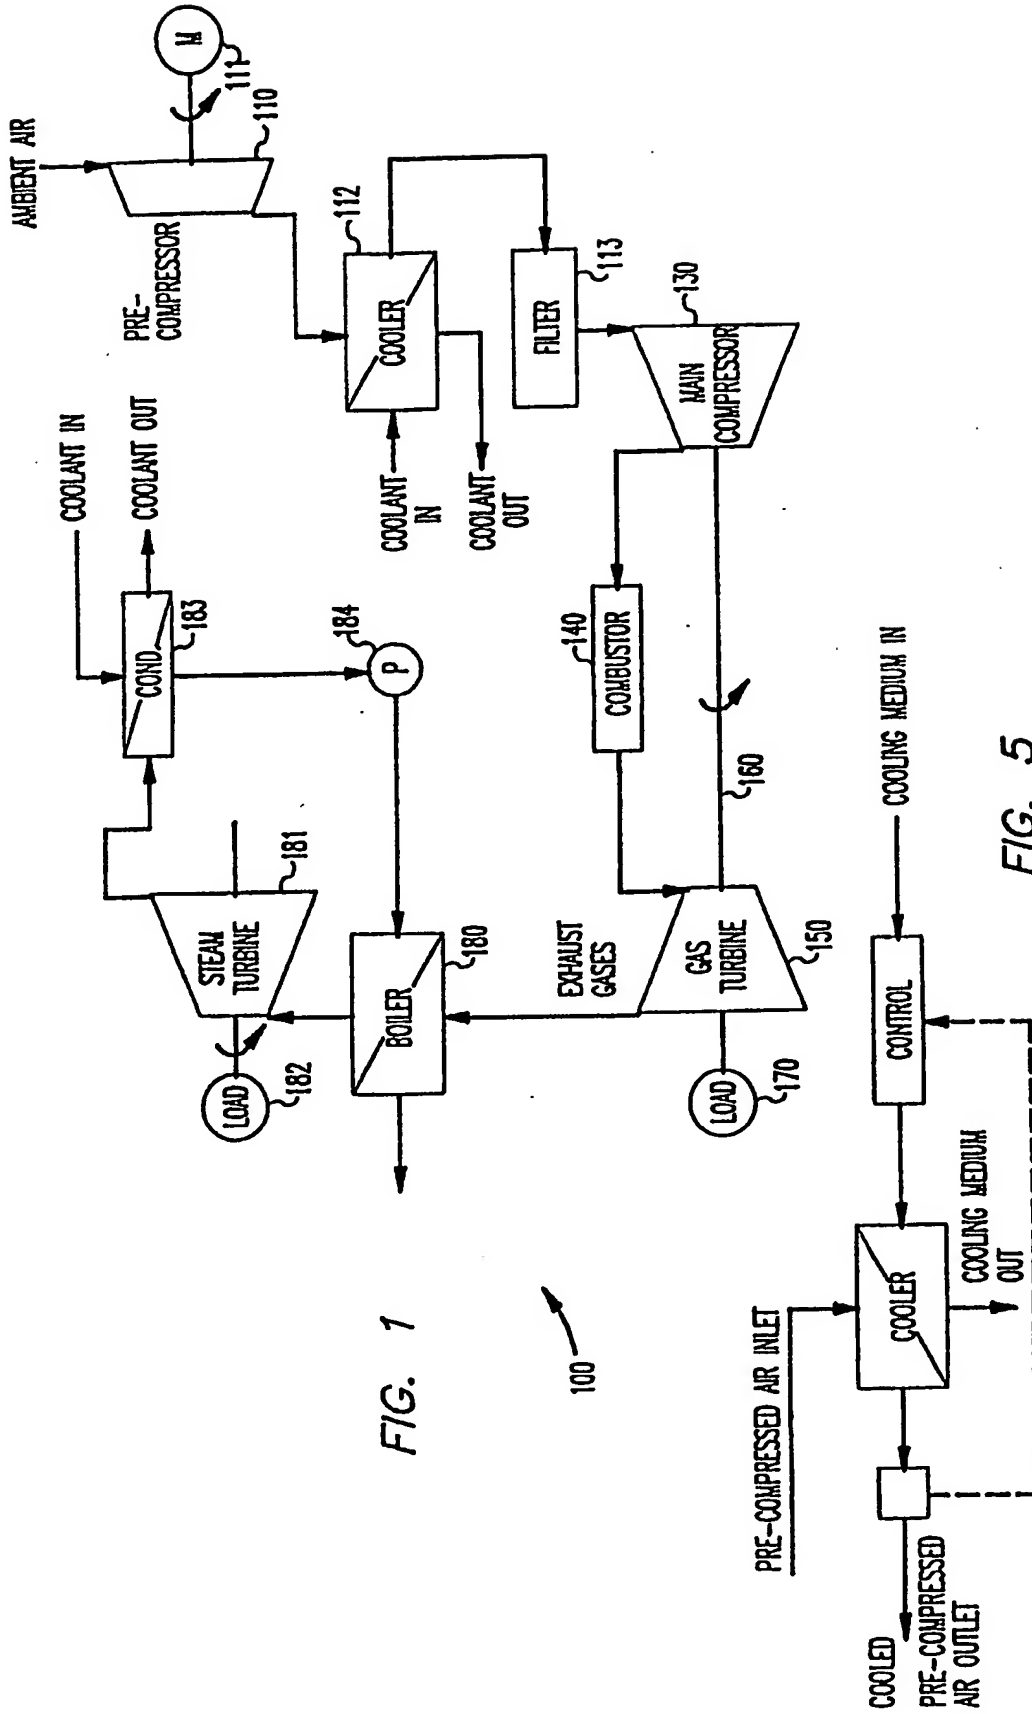 FIG. 1
100
AMBIENT AIR
M
111
110
PRE-
COMPRESSOR
COOLANT IN
COOLANT OUT
COND
183
184
P
112
COOLER
COOLANT
IN
COOLANT
OUT
FILTER
113
130
MAIN
COMPRESSOR
140
COMBUSTOR
160
STEAM
TURBINE
181
LOAD
182
BOILER
180
EXHAUST
GASES
GAS
TURBINE
150
LOAD
170
PRE-COMPRESSED AIR INLET
COOLED
PRE-COMPRESSED
AIR OUTLET
COOLER
COOLING MEDIUM
OUT
CONTROL
COOLING MEDIUM IN
FIG. 5